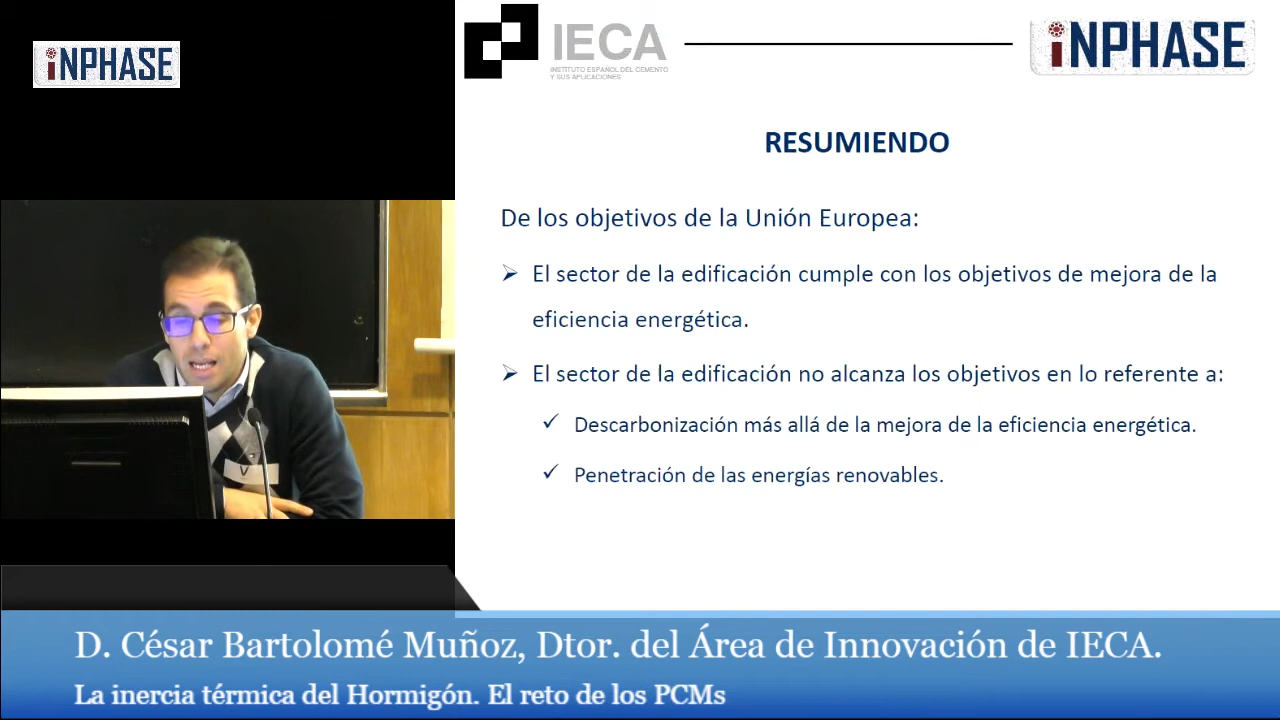 iNPHASE
IECA
INSTITUTO ESPAÑOL DEL CEMENTO
Y SUS APLICACIONES
iNPHASE
RESUMIENDO
De los objetivos de la Unión Europea:
El sector de la edificación cumple con los objetivos de mejora de la
eficiencia energética.
El sector de la edificación no alcanza los objetivos en lo referente a:
Descarbonización más allá de la mejora de la eficiencia energética.
Penetración de las energías renovables.
D. César Bartolomé Muñoz, Dtor. del Área de Innovación de IECA.
La inercia térmica del Hormigón. El reto de los PCMs